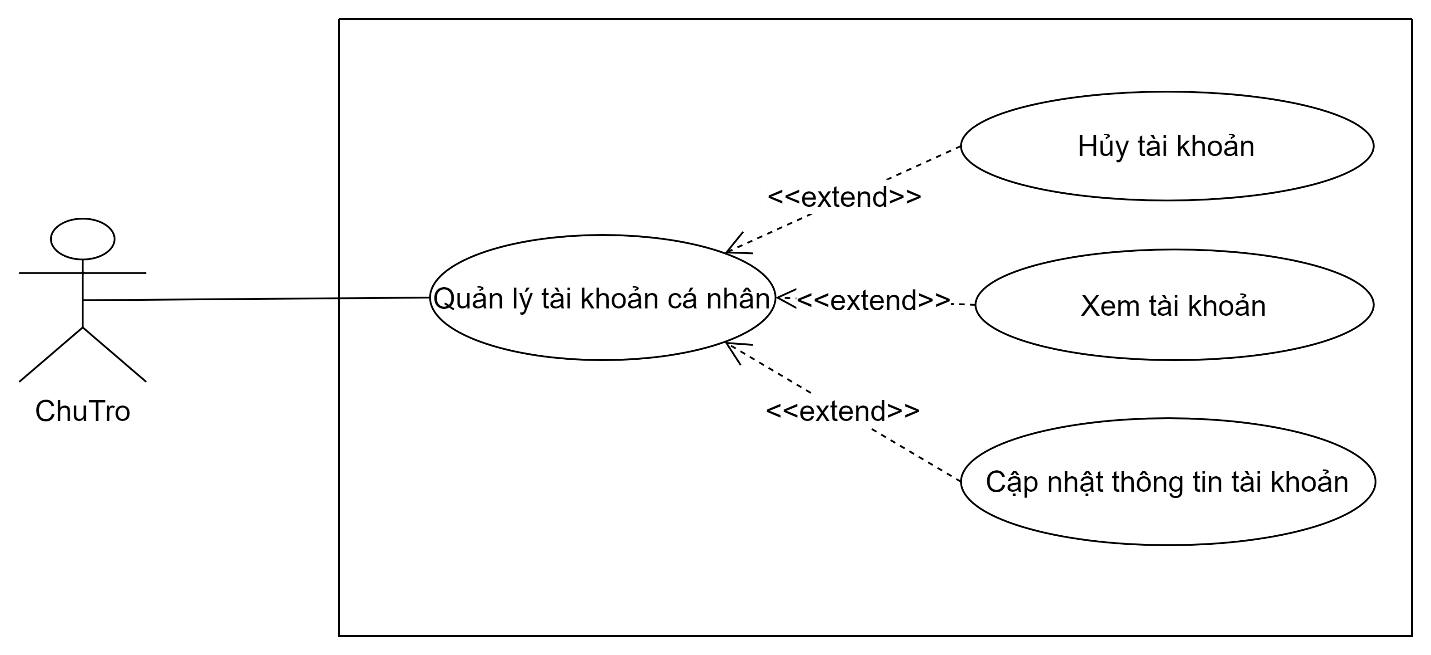 Hủy tài khoản
<<extend>>
Quản lý tài khoản cá nhân
<<extend>>
Xem tài khoản
ChuTro
<<extend>>
Cập nhật thông tin tài khoản